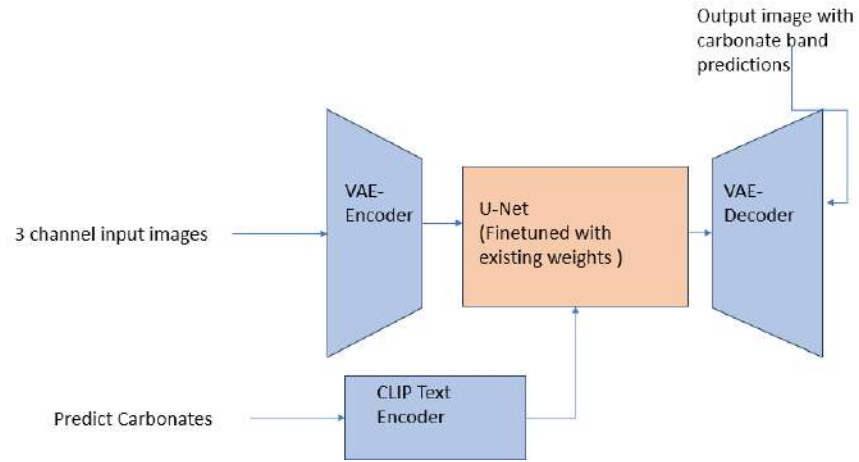 Output image with
carbonate band
predictions
VAE-
Encoder
U-Net
(Finetuned with
existing weights )
VAE-
Decoder
3 channel input images
CLIP Text
Encoder
Predict Carbonates